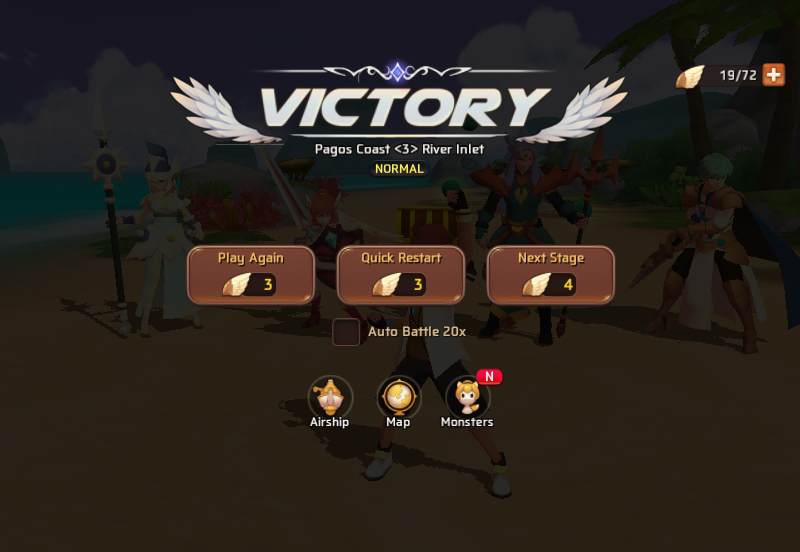 VICTORY
19/72
Pagos Coast <3> River Inlet
NORMAL
Play Again
3
Quick Restart
3
Next Stage
4
Auto Battle 20x
N
Airship
Map
Monsters